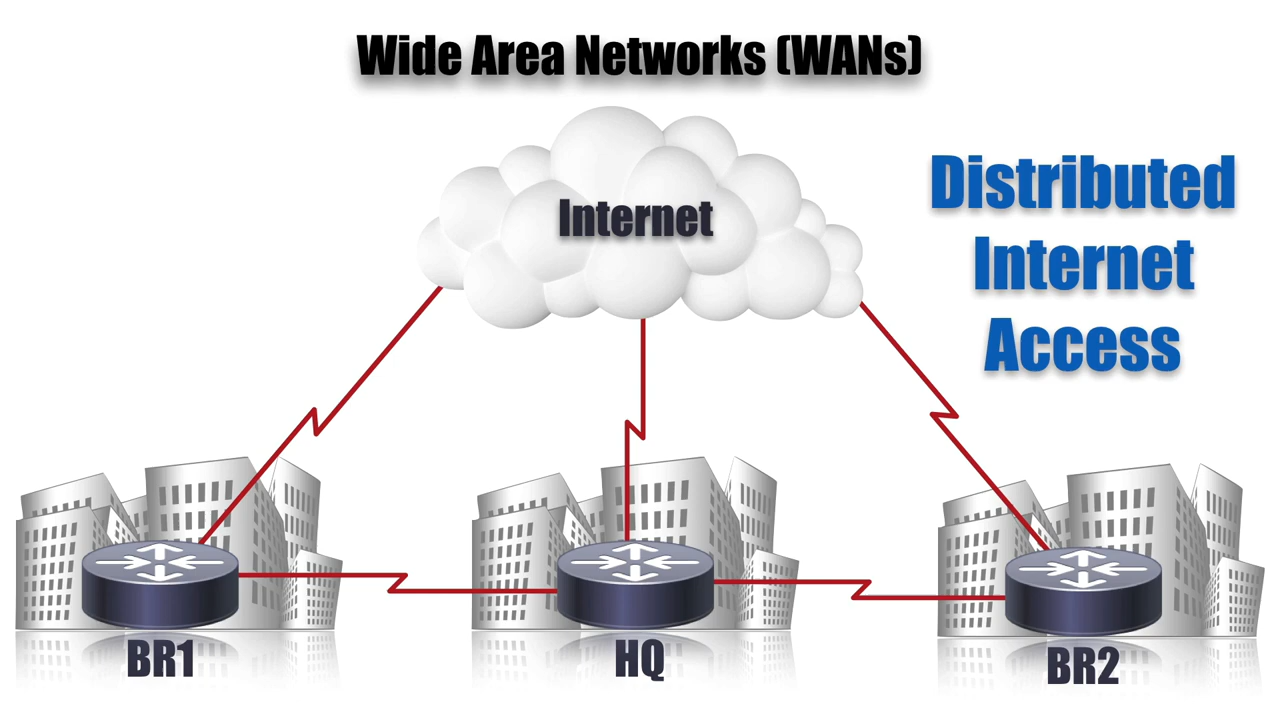 Wide Area Networks (WANs)
Internet
Distributed
Internet
Access
BR1
HQ
BR2